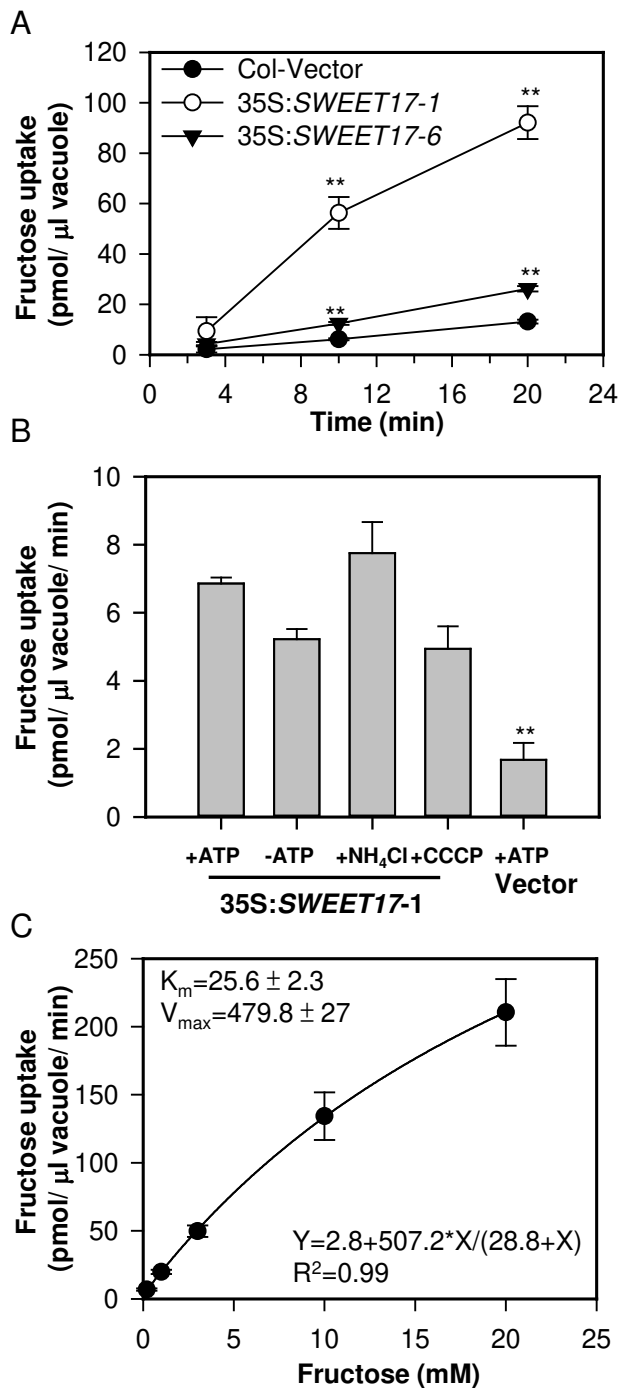 A
120
100
80
60
40
20
0
Fructose uptake
(pmol/ μl vacuole)
Col-Vector
35S:SWEET17-1
35S:SWEET17-6
**
**
**
**
0 4 8 12 16 20 24
Time (min)
B
10
8
6
4
2
0
Fructose uptake
(pmol/ μl vacuole/ min)
**
+ATP -ATP +NH₄Cl +CCCP +ATP
35S:SWEET17-1
Vector
C
250
200
150
100
50
0
Fructose uptake
(pmol/ μl vacuole/ min)
Kₘ=25.6 ± 2.3
Vmax=479.8 ± 27
Y=2.8+507.2*X/(28.8+X)
R²=0.99
0 5 10 15 20 25
Fructose (mM)